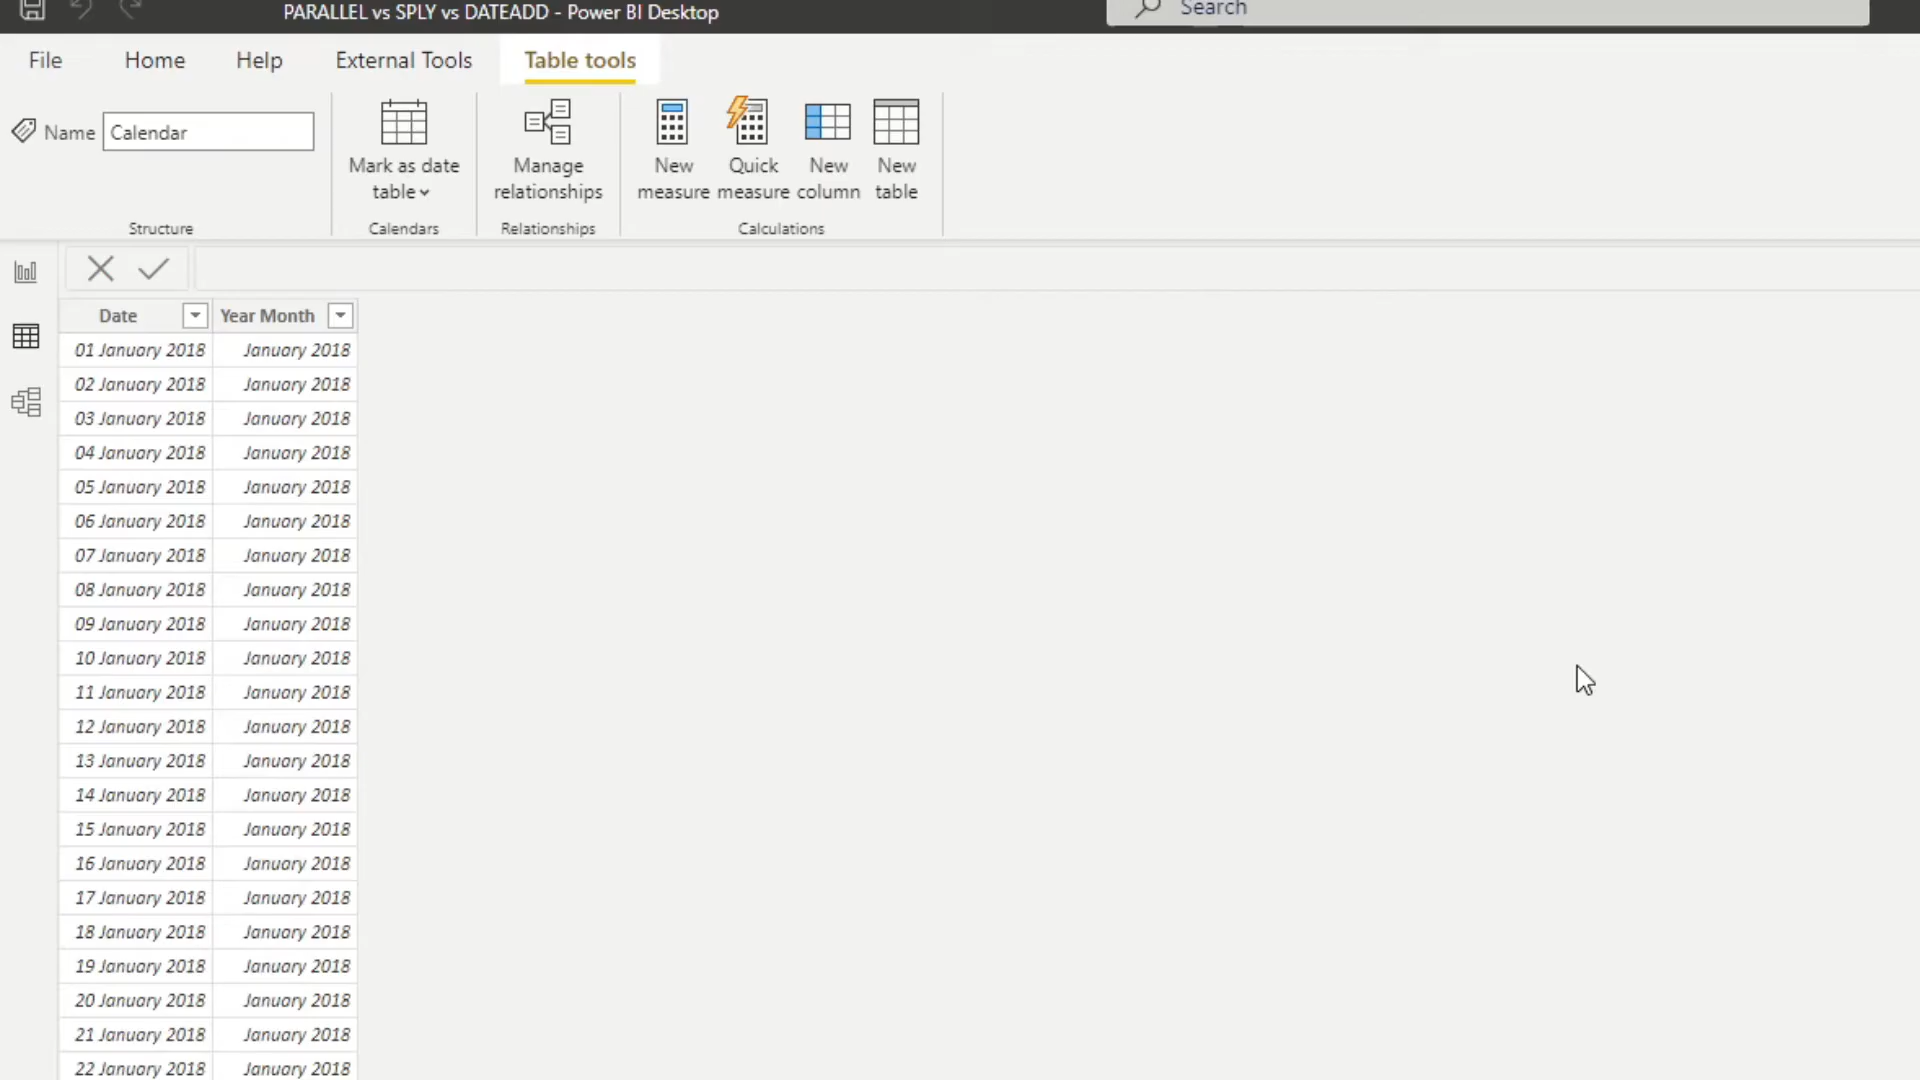 PARALLEL vs SPLY vs DATEADD - Power BI Desktop
Search
File Home Help External Tools Table tools
Name Calendar
Mark as date table
Manage relationships
New measure
Quick measure
New column
New table
Structure Calendars Relationships Calculations
Date Year Month
01 January 2018 January 2018
02 January 2018 January 2018
03 January 2018 January 2018
04 January 2018 January 2018
05 January 2018 January 2018
06 January 2018 January 2018
07 January 2018 January 2018
08 January 2018 January 2018
09 January 2018 January 2018
10 January 2018 January 2018
11 January 2018 January 2018
12 January 2018 January 2018
13 January 2018 January 2018
14 January 2018 January 2018
15 January 2018 January 2018
16 January 2018 January 2018
17 January 2018 January 2018
18 January 2018 January 2018
19 January 2018 January 2018
20 January 2018 January 2018
21 January 2018 January 2018
22 January 2018 January 2018